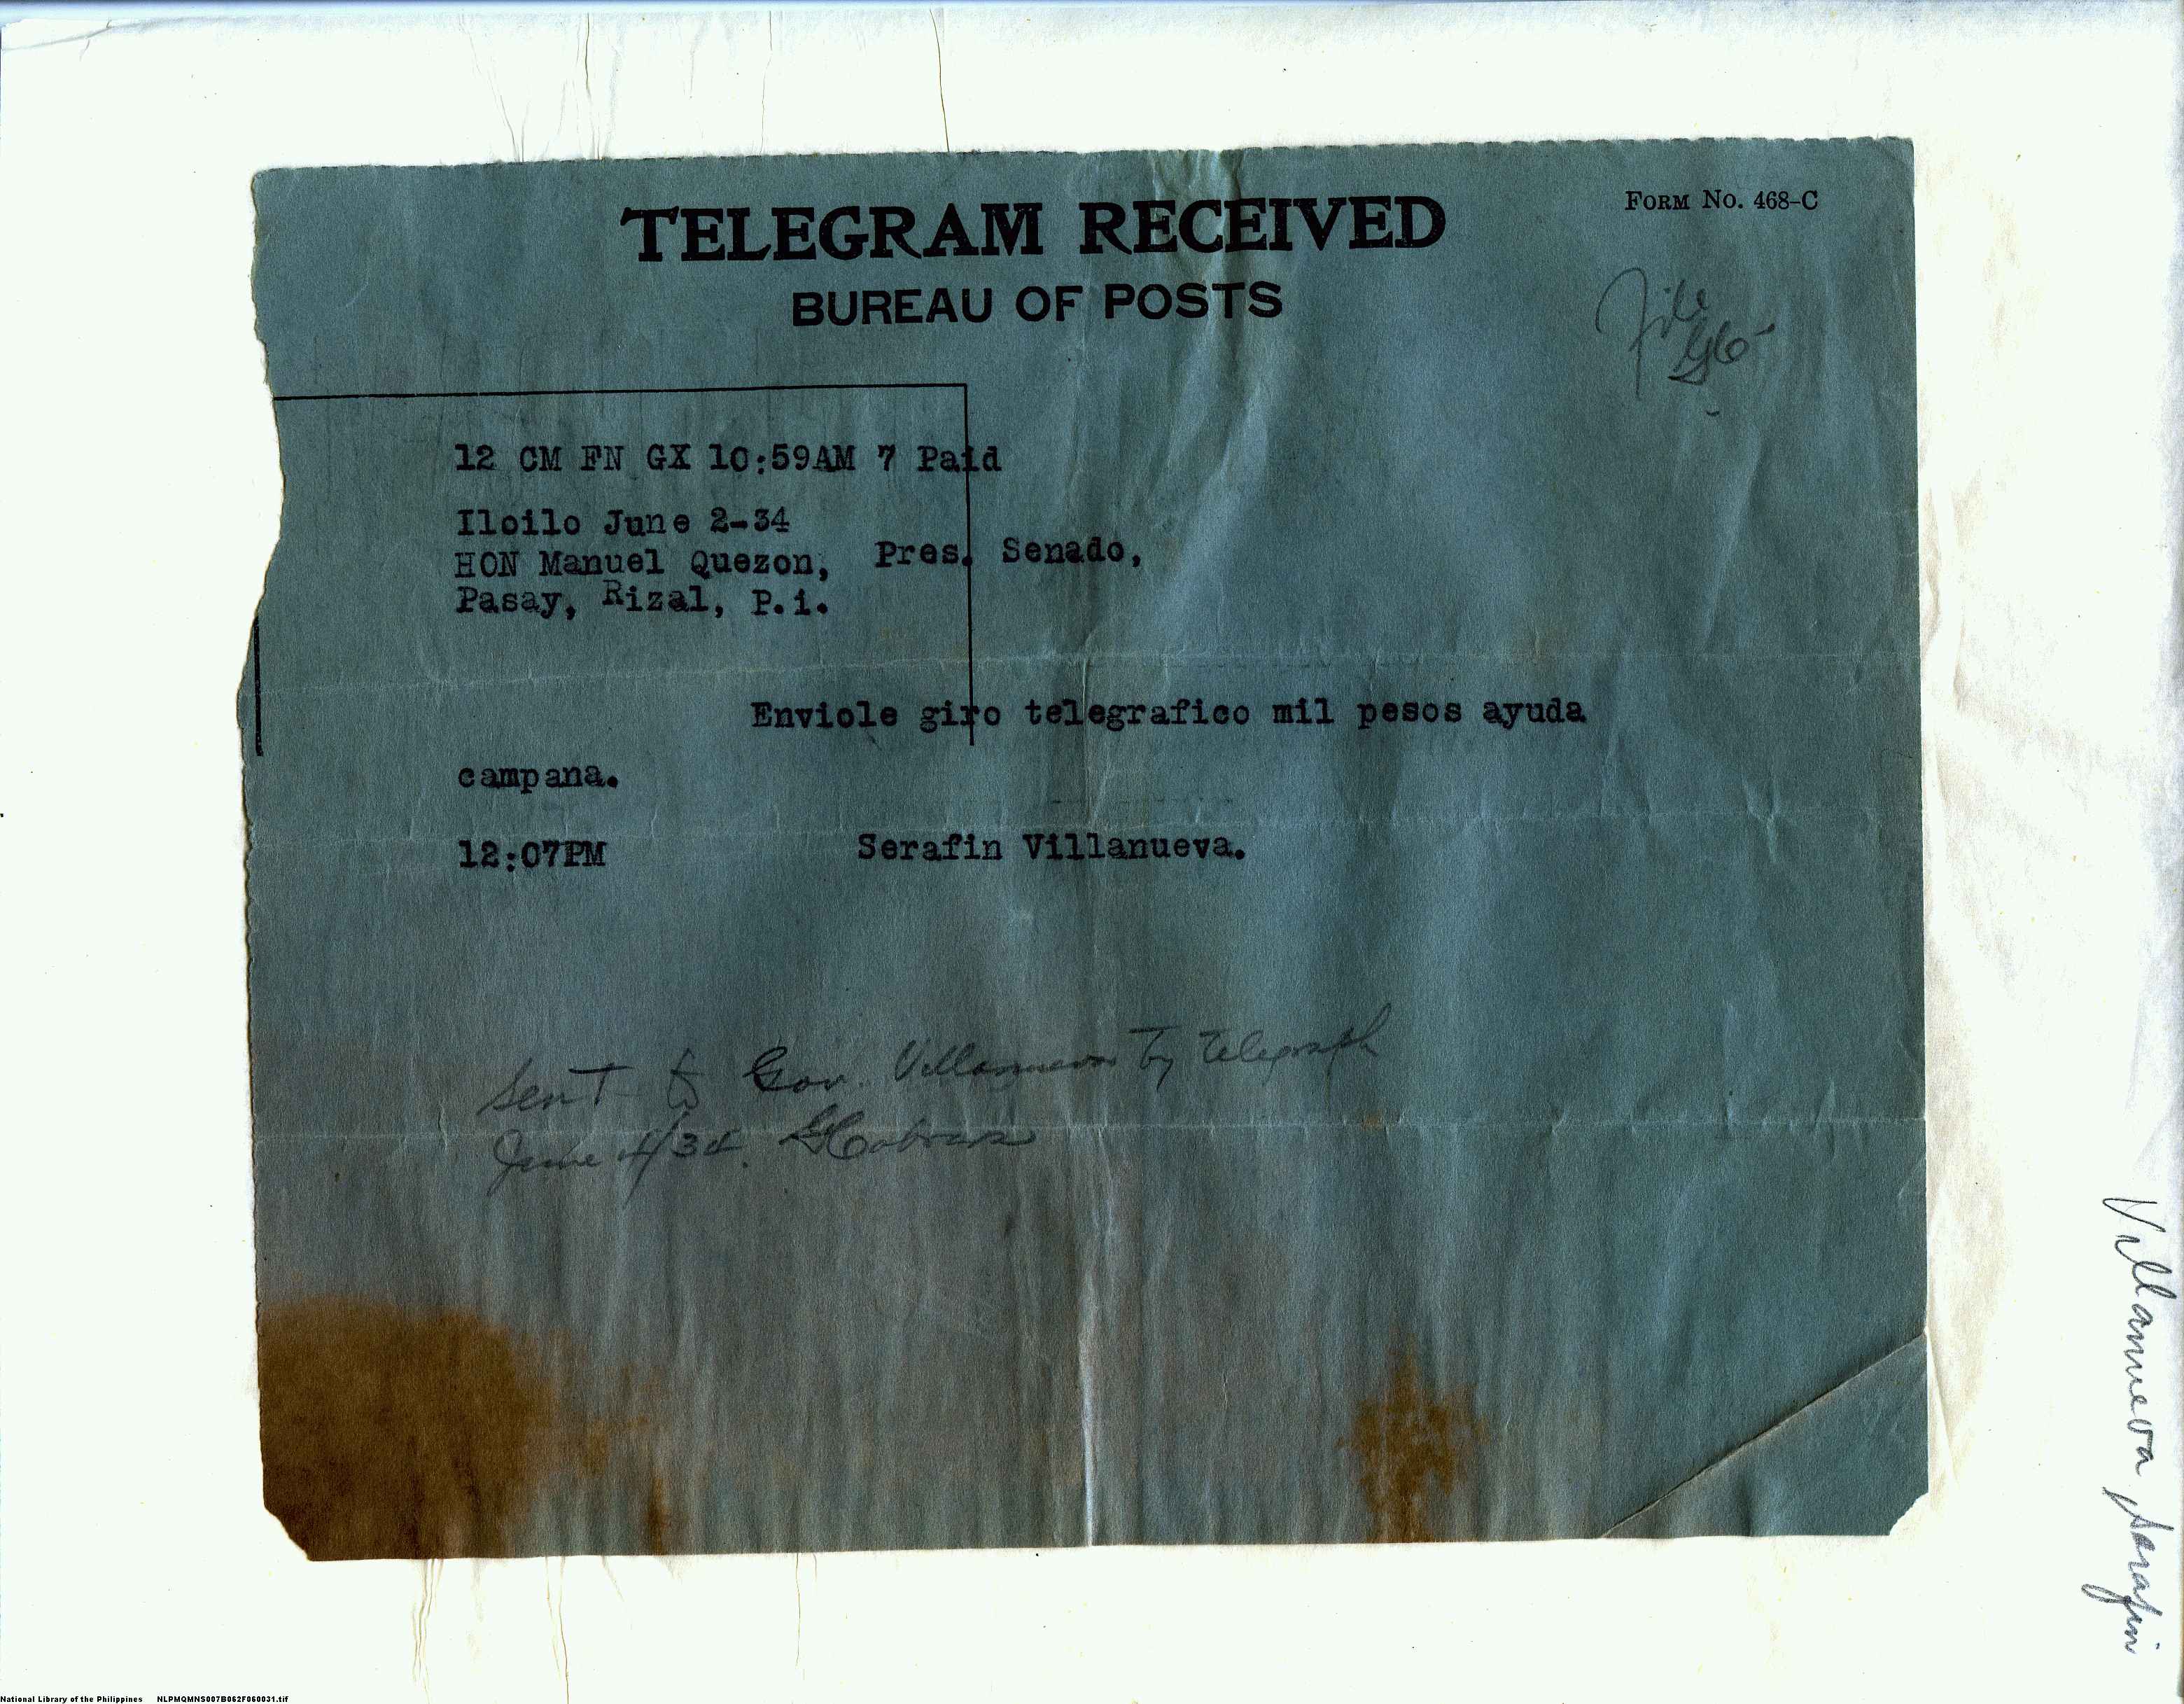 TELEGRAM RECEIVED
FORM NO. 468-C
BUREAU OF POSTS
File
12 CM FN GX 10:59AM 7 Paid
Iloilo June 2-34
HON Manuel Quezon, Pres. Senado,
Pasay, Rizal, P.i.
Enviole giro telegrafico mil pesos ayuda
campana.
12:07PM Serafin Villanueva.
sent to Gov. Villanueva by telegraph
June 4/34.
Villanueva, Serafin
National Library of the Philippines NLPMQMNS007B062F060031.tif